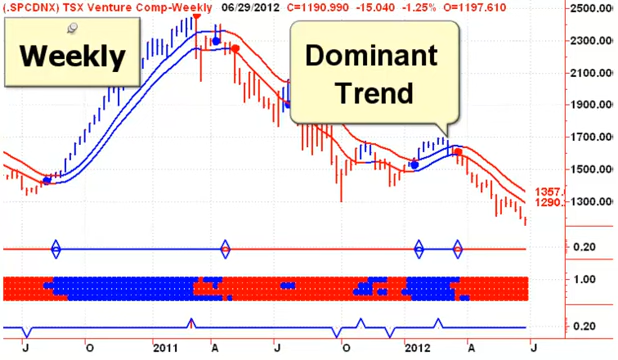 (.SPCDNX) TSX Venture Comp-Weekly 06/29/2012 C=1190.990 -15.040 -1.25% O=1197.610
Weekly
Dominant
Trend
2500.000
2300.000
2100.000
1900.000
1700.000
1500.000
1357.
1290.
1300.000
0.20
1.00
0.20
J O 2011 A J O 2012 A J